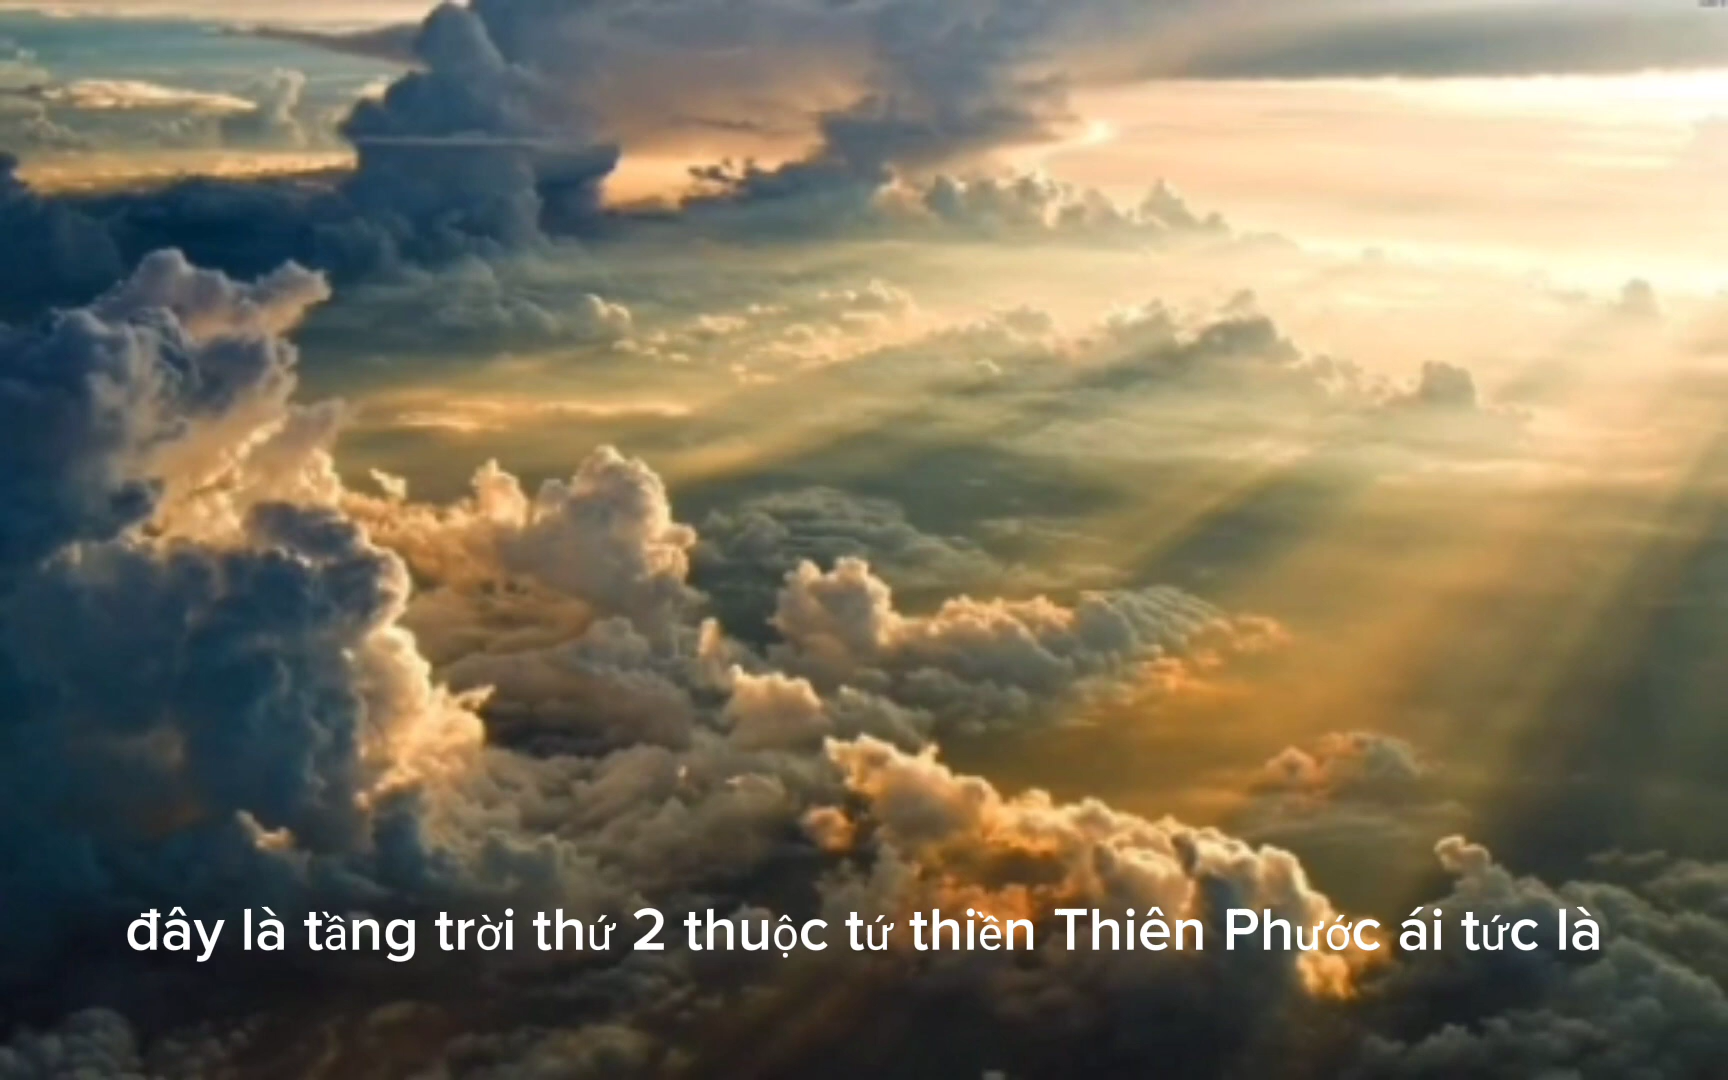 đây là tầng trời thứ 2 thuộc tứ thiền Thiên Phước ái tức là